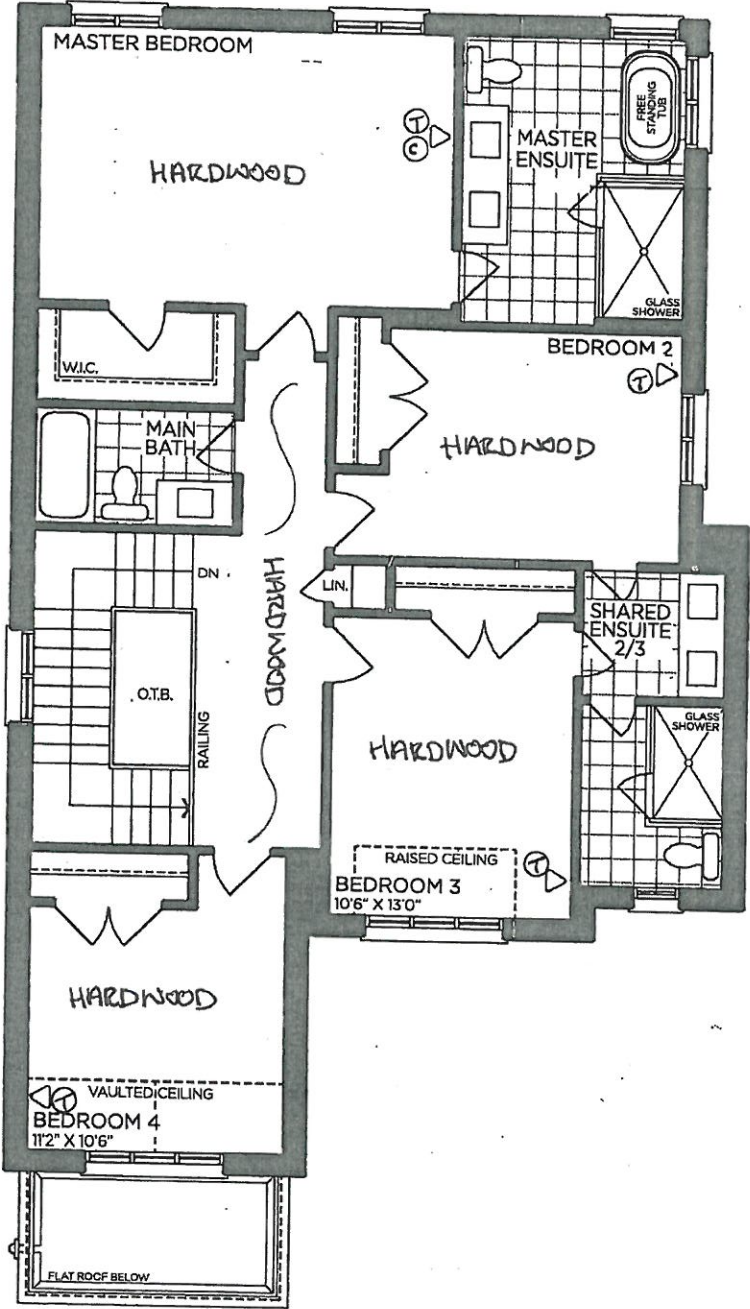 MASTER BEDROOM
HARDWOOD
T
C
MASTER
ENSUITE
FREE
STANDING
TUB
GLASS
SHOWER
W.I.C.
BEDROOM 2
T
HARDWOOD
MAIN
BATH
DN
HARDWOOD
LIN.
SHARED
ENSUITE
2/3
O.T.B.
RAILING
GLASS
SHOWER
HARDWOOD
RAISED CEILING
T
BEDROOM 3
10'6" X 13'0"
HARDWOOD
VAULTED CEILING
T
BEDROOM 4
11'2" X 10'6"
FLAT ROOF BELOW